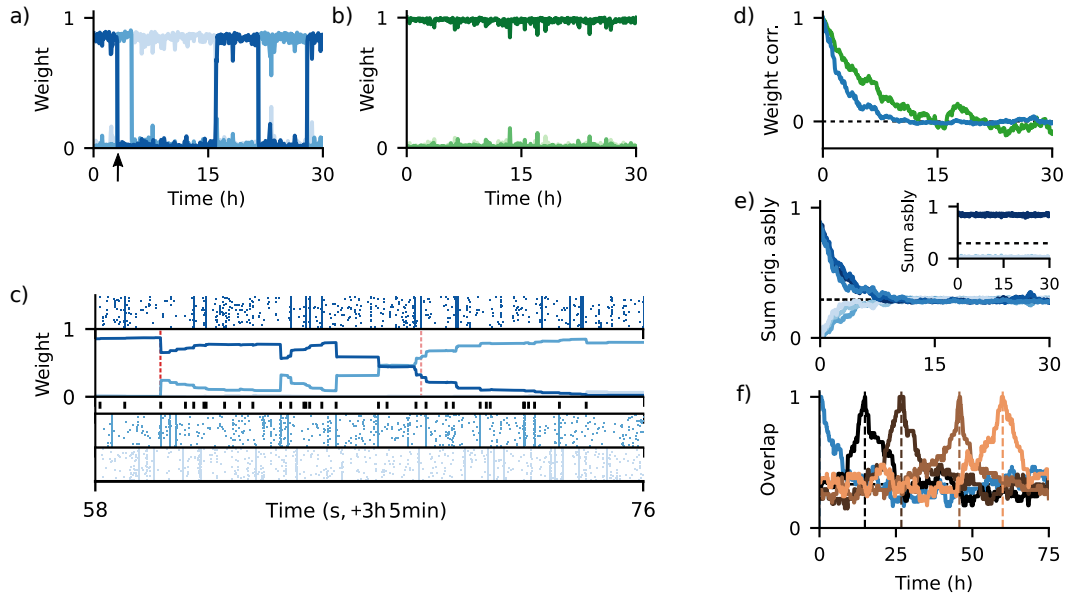 a)
1
Weight
0
0 15 30
Time (h)
b)
1
Weight
0
0 15 30
Time (h)
c)
1
Weight
0
58 76
Time (s, +3h 5min)
d)
1
Weight corr.
0
0 15 30
e)
1
Sum orig. asbly
0
0 15 30
1
Sum asbly
0
0 15 30
f)
1
Overlap
0
0 25 50 75
Time (h)